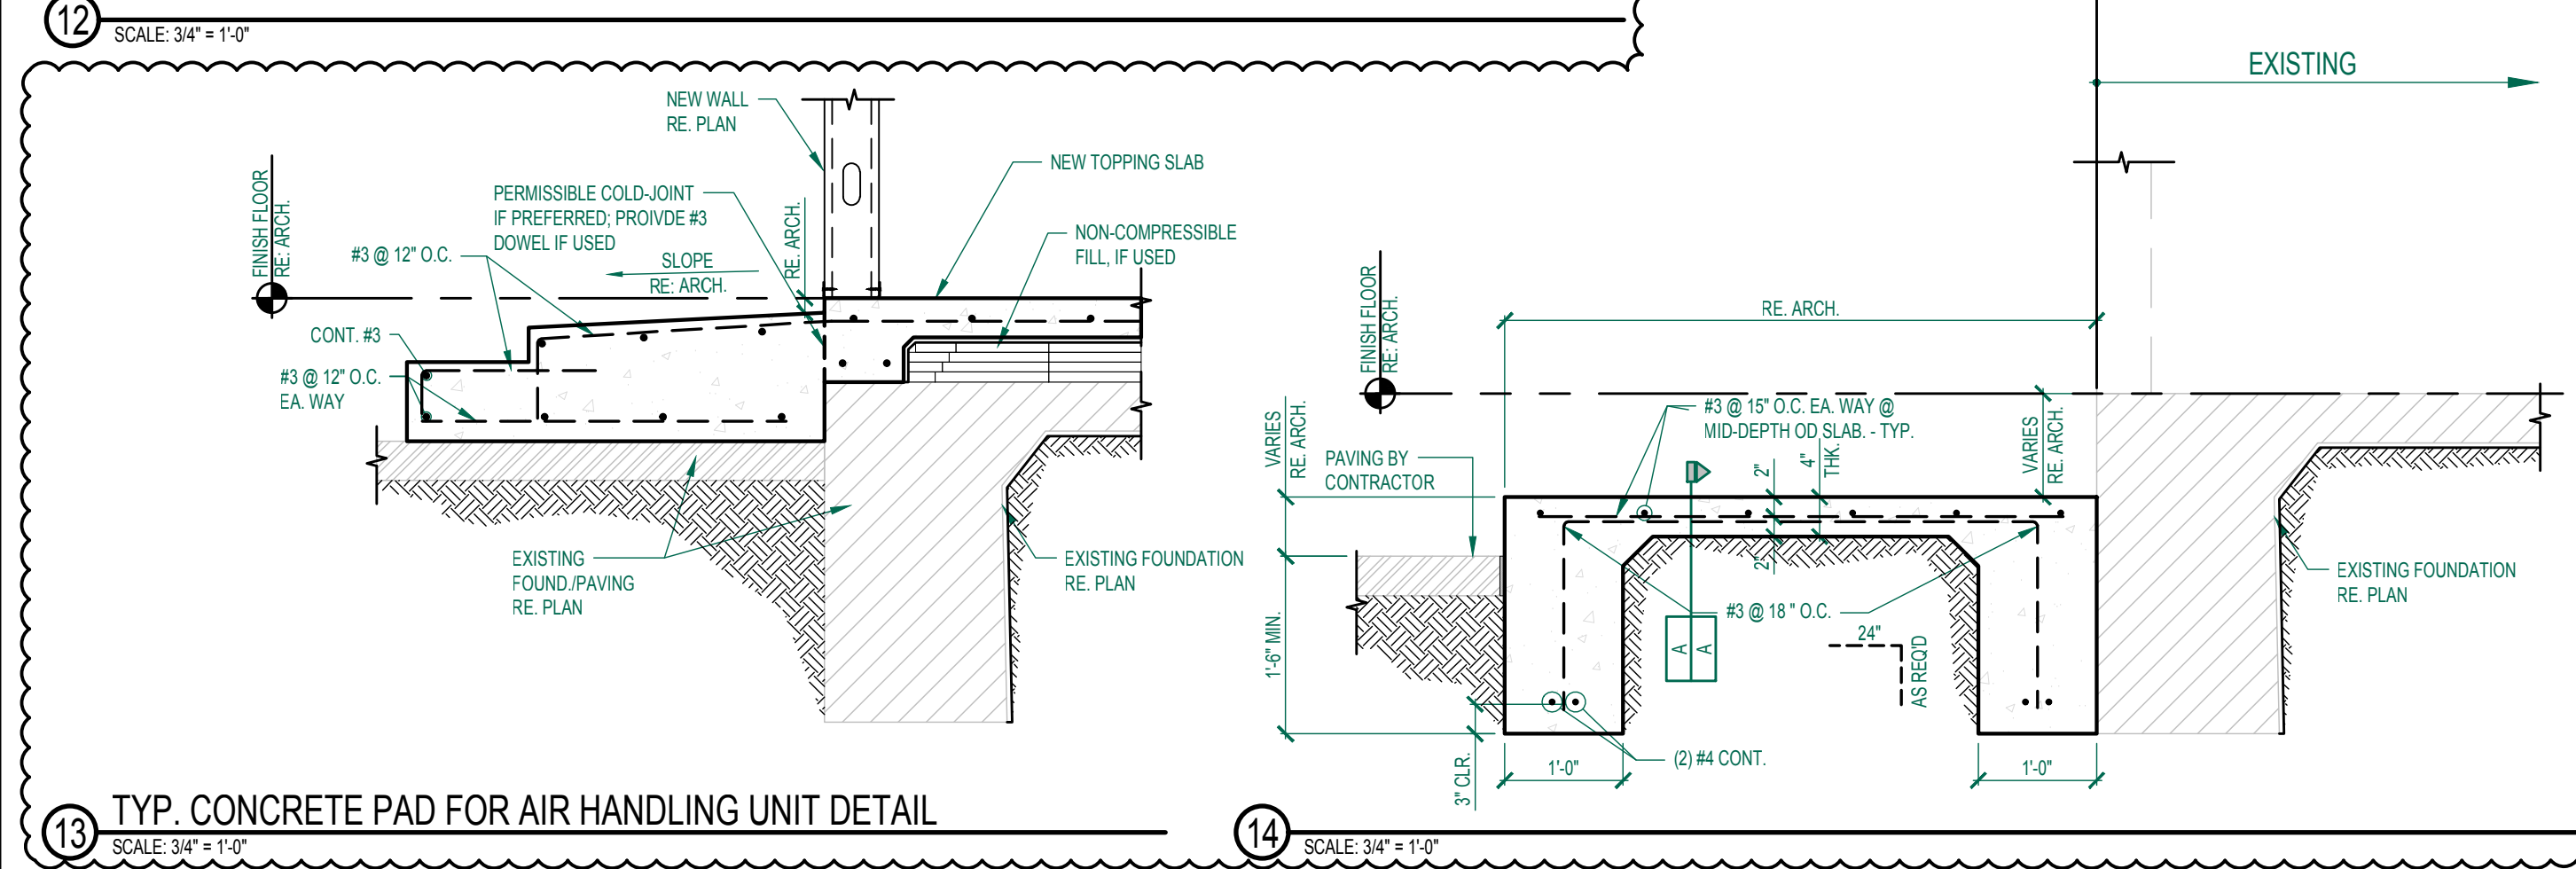 12
SCALE: 3/4" = 1'-0"
NEW WALL
RE. PLAN
PERMISSIBLE COLD-JOINT
IF PREFERRED; PROIVDE #3
DOWEL IF USED
NEW TOPPING SLAB
NON-COMPRESSIBLE
FILL, IF USED
FINISH FLOOR
RE: ARCH.
#3 @ 12" O.C.
SLOPE
RE: ARCH.
RE. ARCH.
CONT. #3
#3 @ 12" O.C.
EA. WAY
EXISTING
FOUND./PAVING
RE. PLAN
EXISTING FOUNDATION
RE. PLAN
13
TYP. CONCRETE PAD FOR AIR HANDLING UNIT DETAIL
SCALE: 3/4" = 1'-0"
EXISTING
RE. ARCH.
FINISH FLOOR
RE: ARCH.
VARIES
RE. ARCH.
PAVING BY
CONTRACTOR
#3 @ 15" O.C. EA. WAY @
MID-DEPTH OD SLAB. - TYP.
2"
4"
THK.
2"
VARIES
RE. ARCH.
1'-6" MIN.
#3 @ 18 " O.C.
A
A
24"
AS REQ'D
EXISTING FOUNDATION
RE. PLAN
3" CLR.
1'-0"
(2) #4 CONT.
1'-0"
14
SCALE: 3/4" = 1'-0"